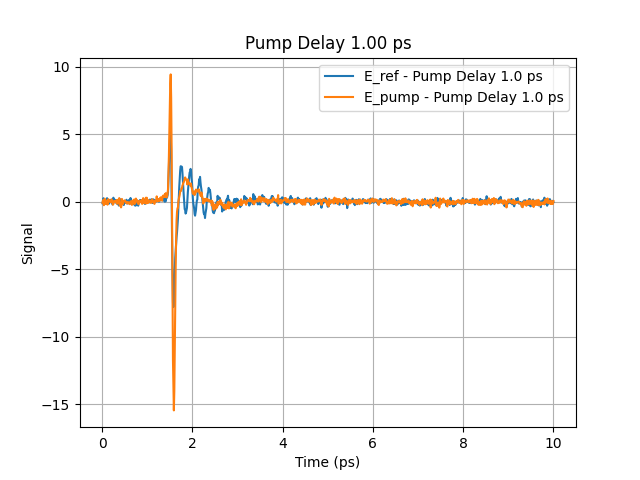 Pump Delay 1.00 ps
E_ref - Pump Delay 1.0 ps
E_pump - Pump Delay 1.0 ps
10
5
0
−5
−10
−15
Signal
0 2 4 6 8 10
Time (ps)